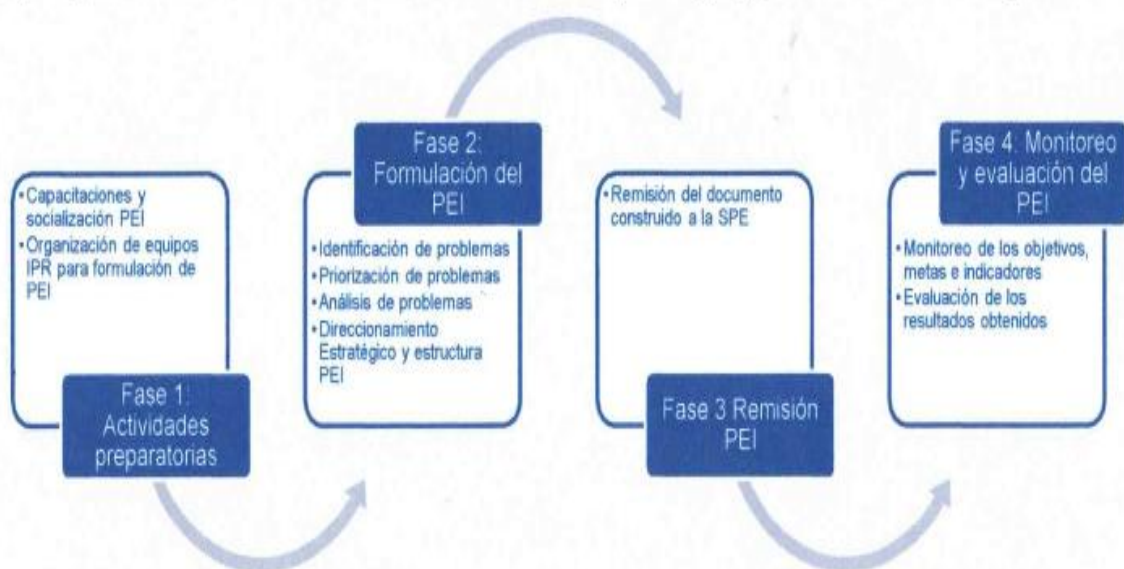 Fase 1:
Actividades
preparatorias
•Capacitaciones y
socialización PEI
•Organización de equipos
IPR para formulación de
PEI
Fase 2:
Formulación del
PEI
•Identificación de problemas
•Priorización de problemas
•Análisis de problemas
•Direccionamiento
Estratégico y estructura
PEI
Fase 3 Remisión
PEI
•Remisión del documento
construido a la SPE
Fase 4. Monitoreo
y evaluación del
PEI
•Monitoreo de los objetivos,
metas e indicadores
•Evaluación de los
resultados obtenidos